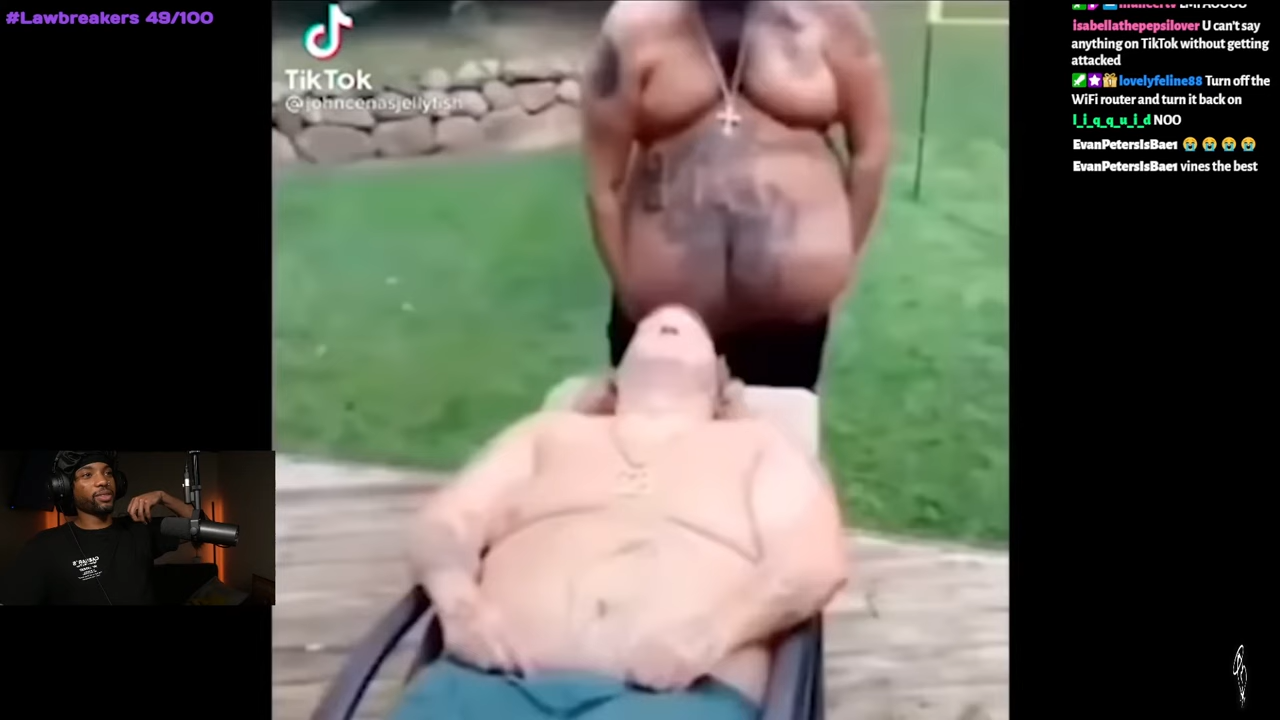 #Lawbreakers 49/100
TikTok
@johncenasjellyfish
isabellathepepsilover U can't say
anything on TikTok without getting
attacked
lovelyfeline88 Turn off the
WiFi router and turn it back on
l_i_q_q_u_i_d NOO
EvanPetersIsBae1 😭 😭 😭 😭
EvanPetersIsBae1 vines the best